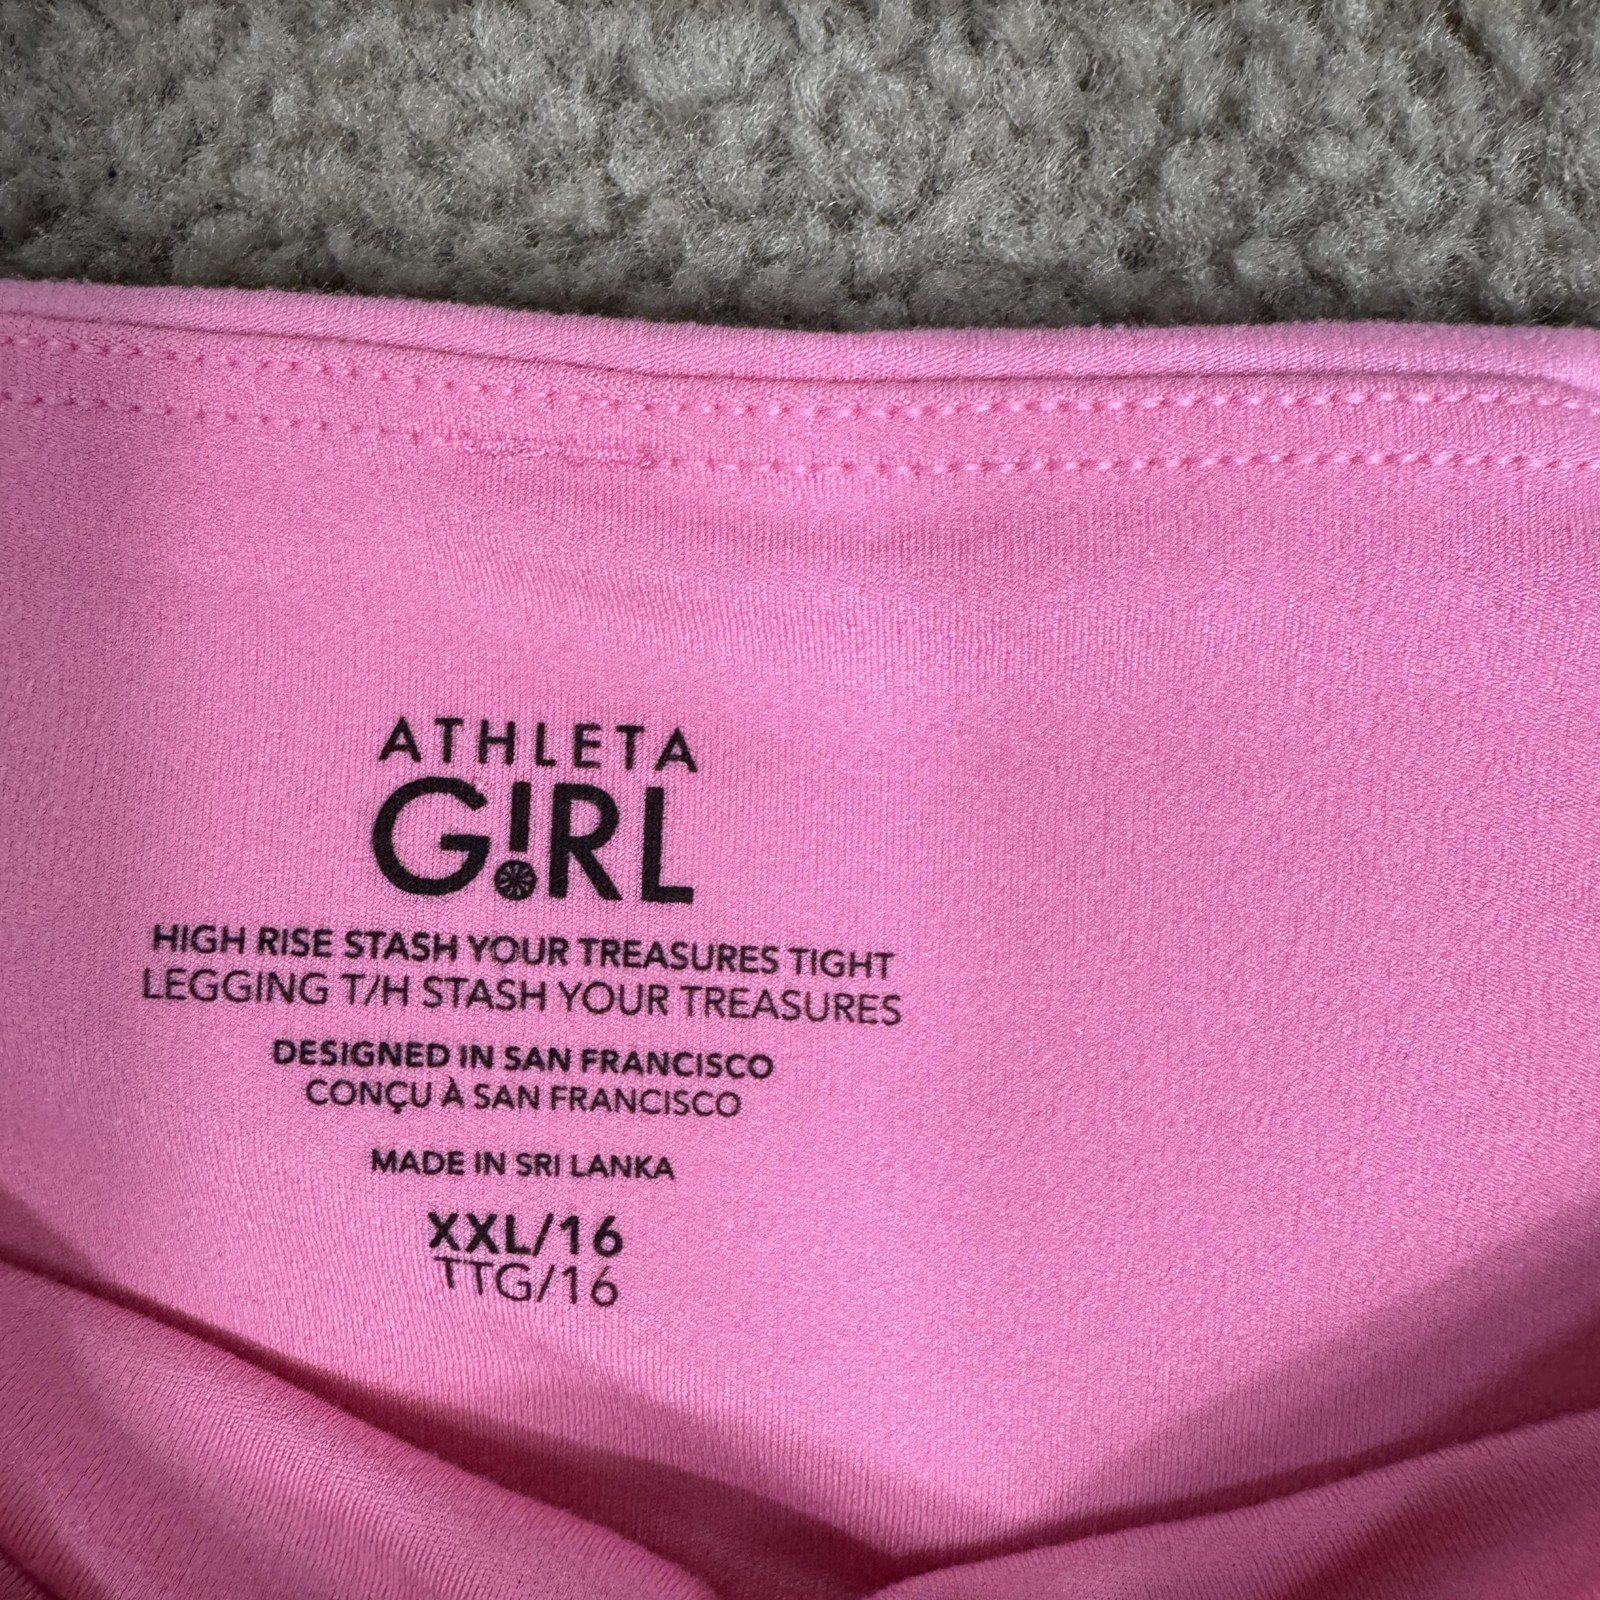 ATHLETA
G!RL
HIGH RISE STASH YOUR TREASURES TIGHT
LEGGING T/H STASH YOUR TREASURES
DESIGNED IN SAN FRANCISCO
CONÇU À SAN FRANCISCO
MADE IN SRI LANKA
XXL/16
TTG/16